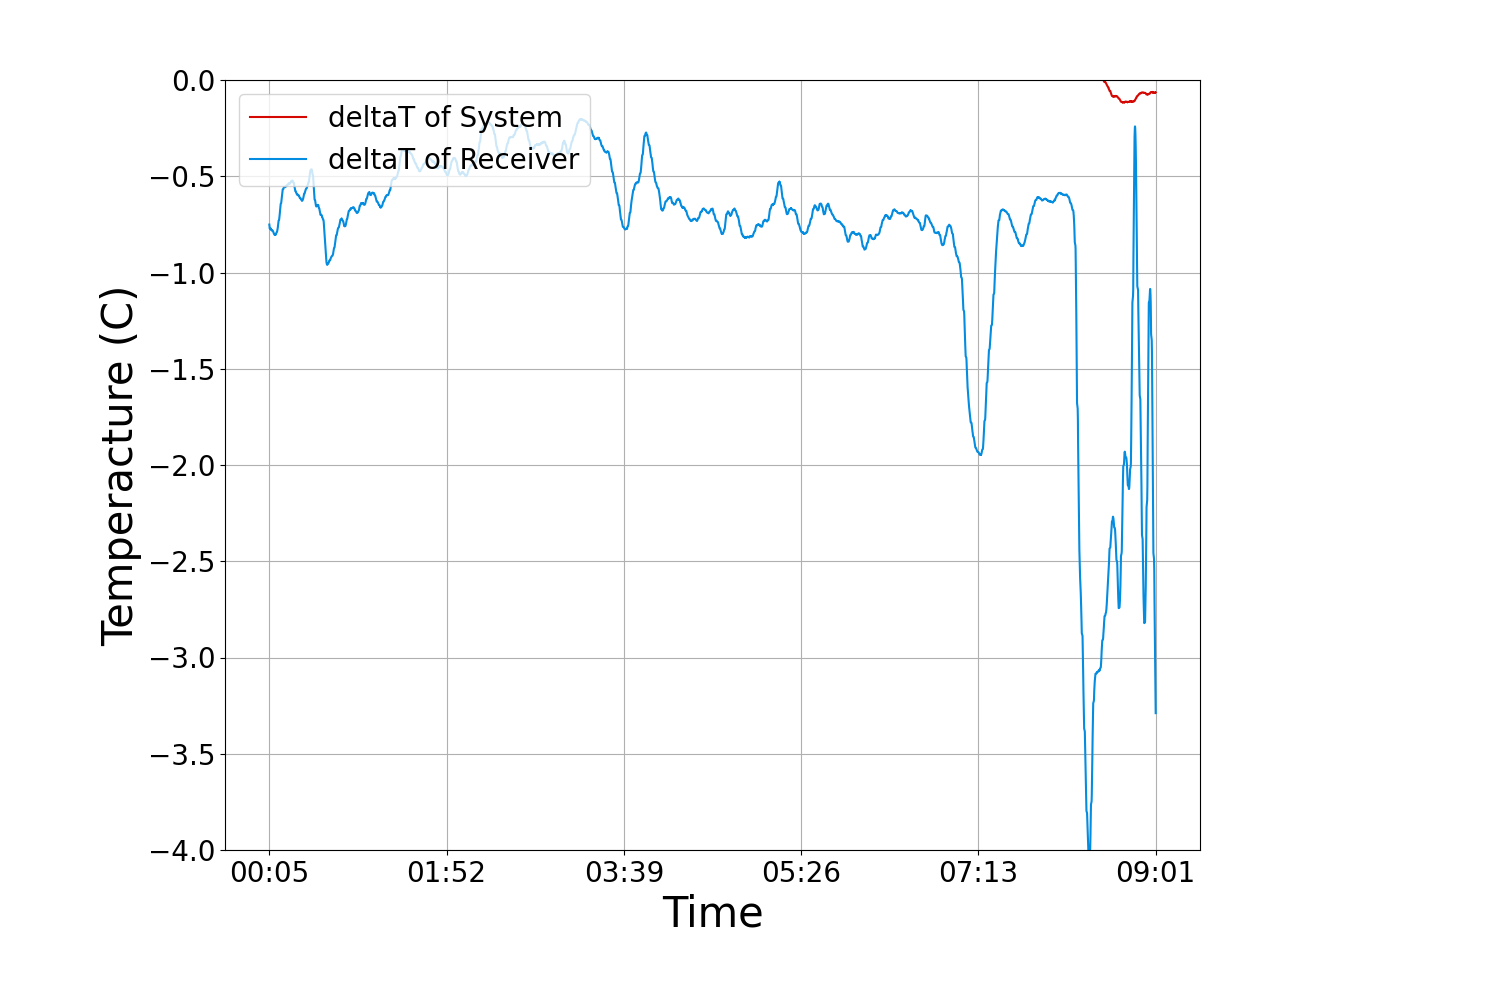 0.0
−0.5
−1.0
−1.5
−2.0
−2.5
−3.0
−3.5
−4.0
Temperacture (C)
deltaT of System
deltaT of Receiver
00:05 01:52 03:39 05:26 07:13 09:01
Time